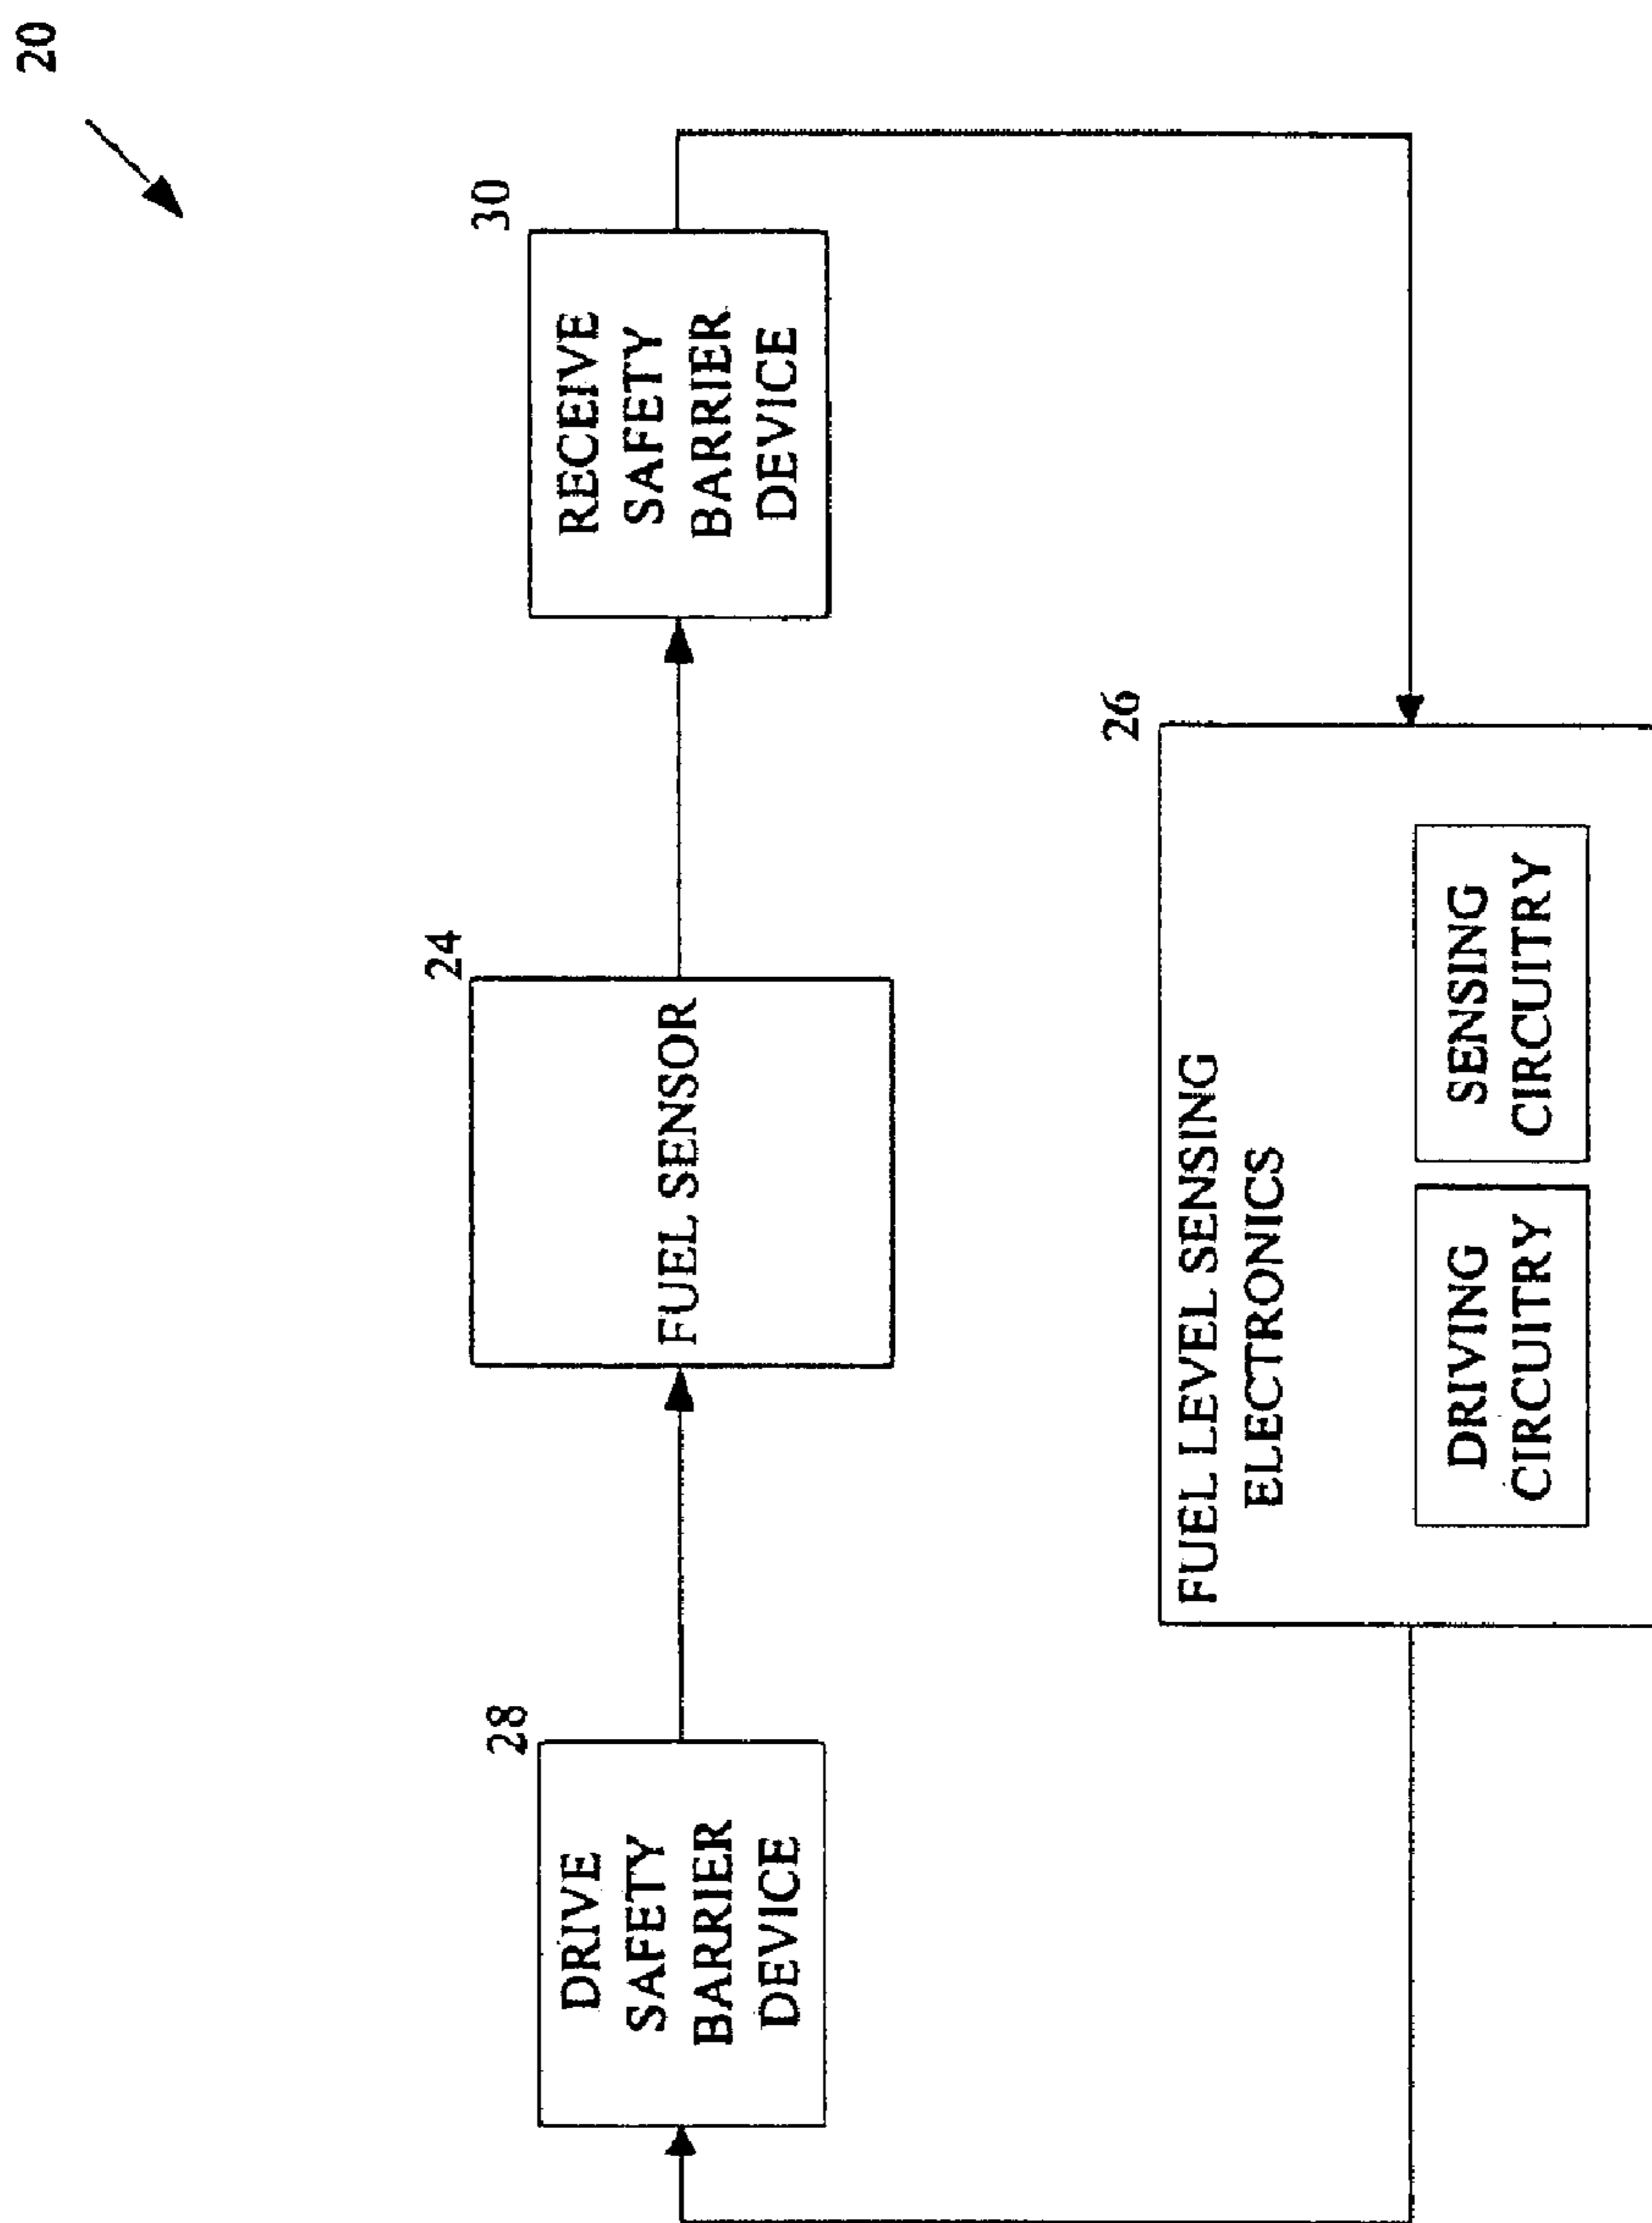 20
28
DRIVE
SAFETY
BARRIER
DEVICE
24
FUEL SENSOR
30
RECEIVE
SAFETY
BARRIER
DEVICE
26
FUEL LEVEL SENSING
ELECTRONICS
DRIVING
CIRCUITRY
SENSING
CIRCUITRY